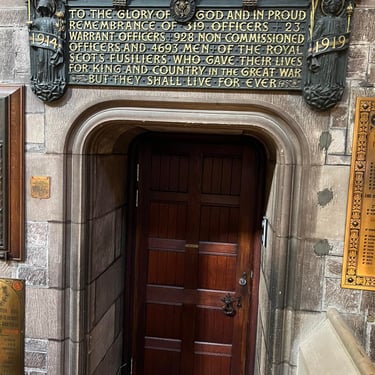 TO THE GLORY OF GOD AND IN PROUD
REMEMBRANCE OF 319 OFFICERS 23
WARRANT OFFICERS 928 NON COMMISSIONED
OFFICERS AND 4693 MEN OF THE ROYAL
SCOTS FUSILIERS WHO GAVE THEIR LIVES
FOR KING AND COUNTRY IN THE GREAT WAR
BUT THEY SHALL LIVE FOR EVER
1914
1919